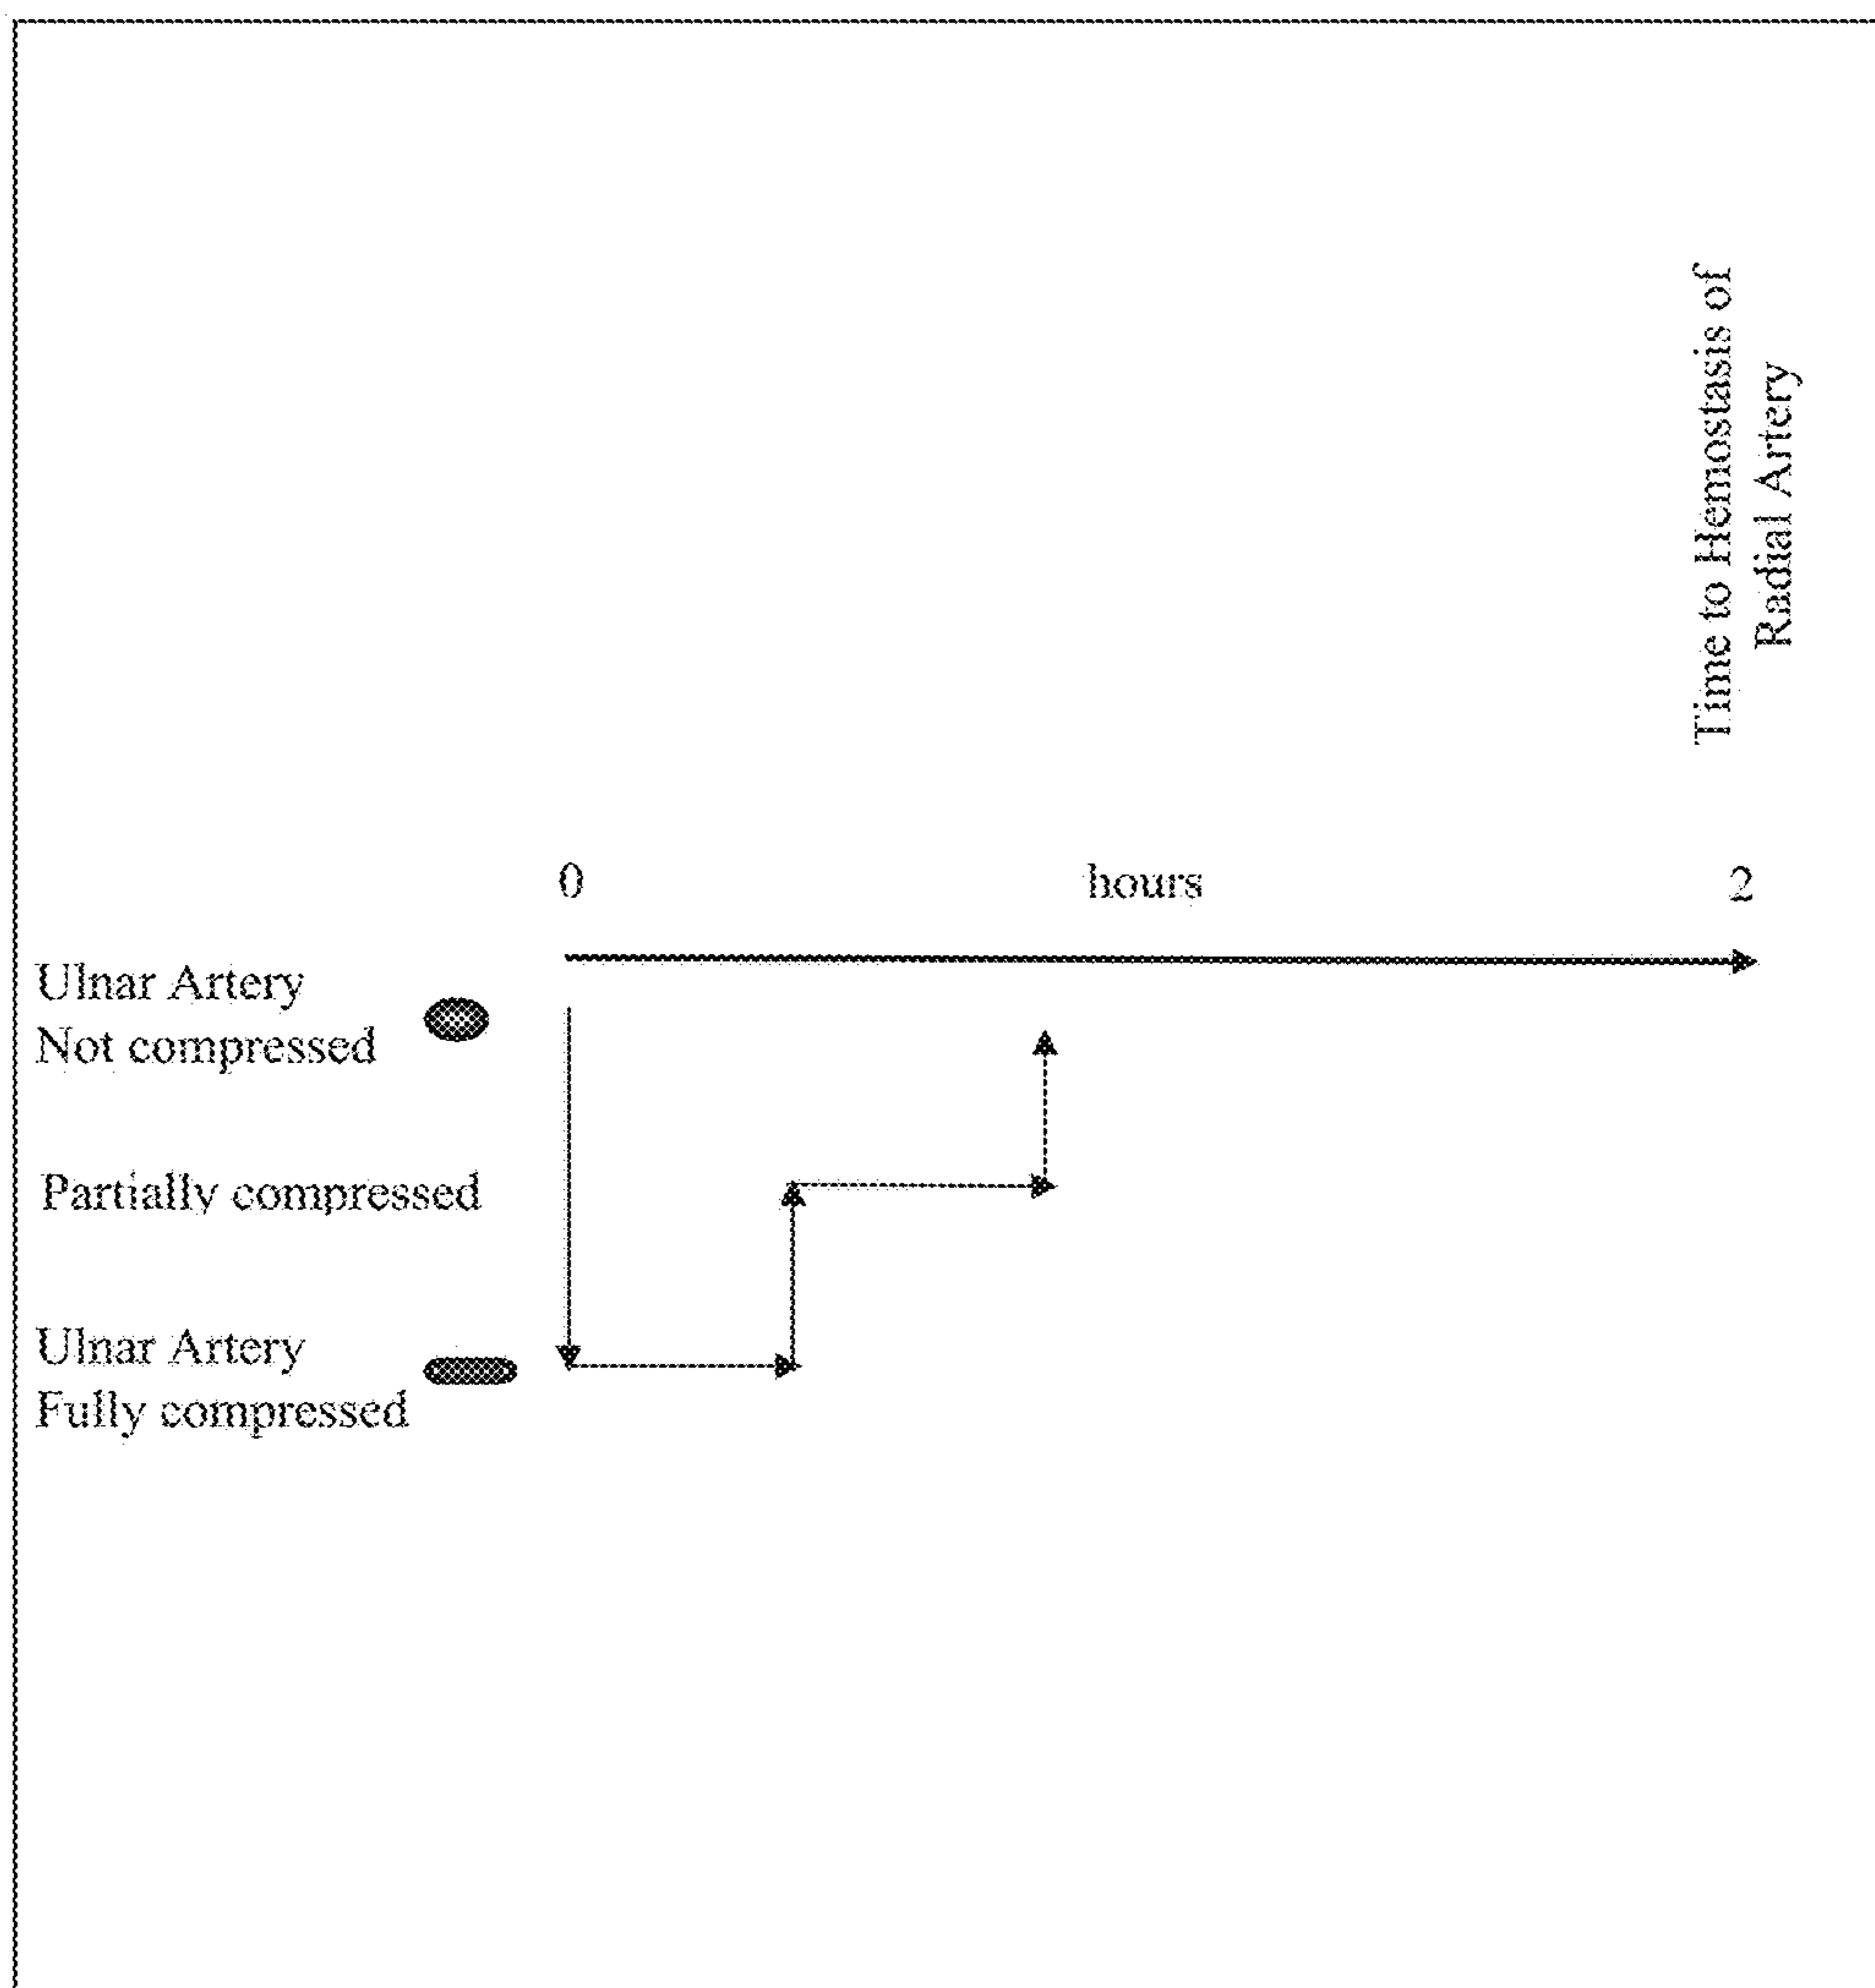 Time to Hemostasis of
Radial Artery
0 hours 2
Ulnar Artery
Not compressed
Partially compressed
Ulnar Artery
Fully compressed